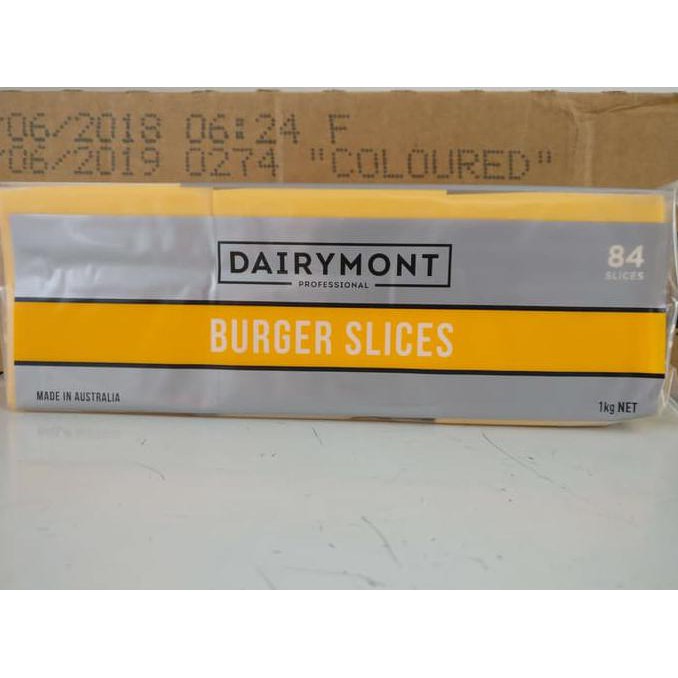 /06/2018 06:24 F
/06/2019 0274 "COLOURED"
DAIRYMONT
PROFESSIONAL
84
SLICES
BURGER SLICES
MADE IN AUSTRALIA
1kg NET